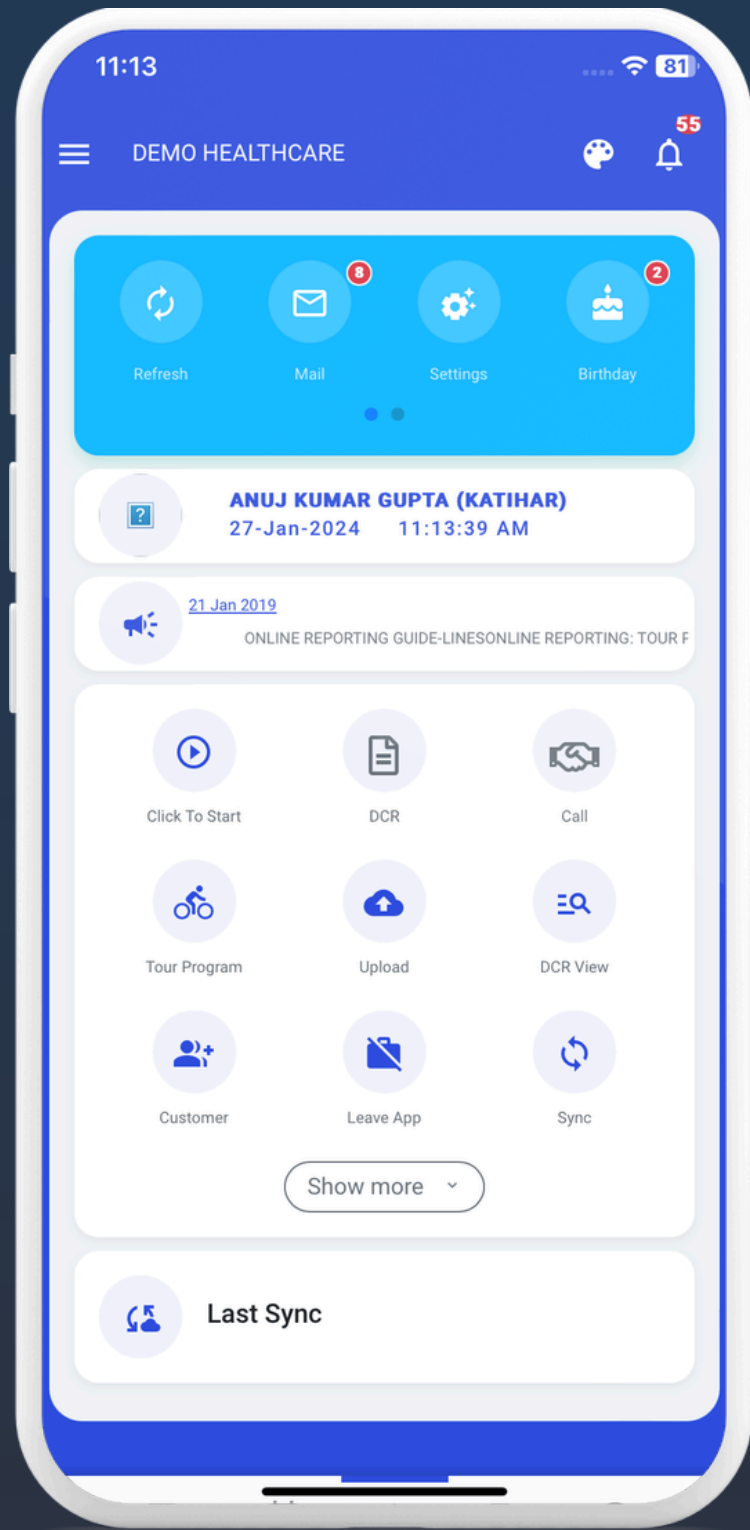 11:13
81
55
DEMO HEALTHCARE
8
2
Refresh
Mail
Settings
Birthday
?
ANUJ KUMAR GUPTA (KATIHAR)
27-Jan-2024 11:13:39 AM
21 Jan 2019
ONLINE REPORTING GUIDE-LINESONLINE REPORTING: TOUR
Click To Start
DCR
Call
Tour Program
Upload
DCR View
Customer
Leave App
Sync
Show more
Last Sync